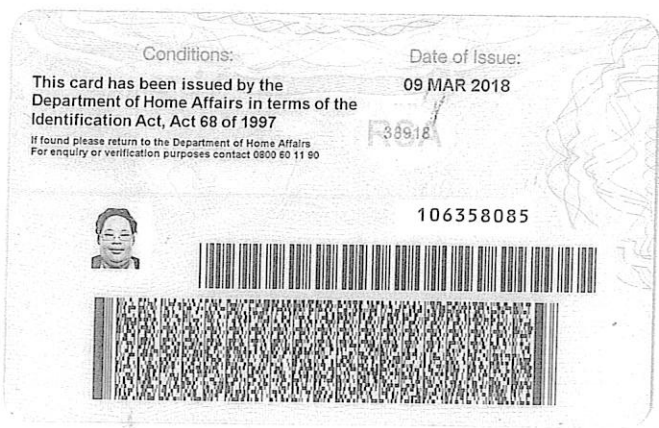 Conditions:
This card has been issued by the
Department of Home Affairs in terms of the
Identification Act, Act 68 of 1997
If found please return to the Department of Home Affairs
For enquiry or verification purposes contact 0800 60 11 90
Date of Issue:
09 MAR 2018
RSA
38918
106358085